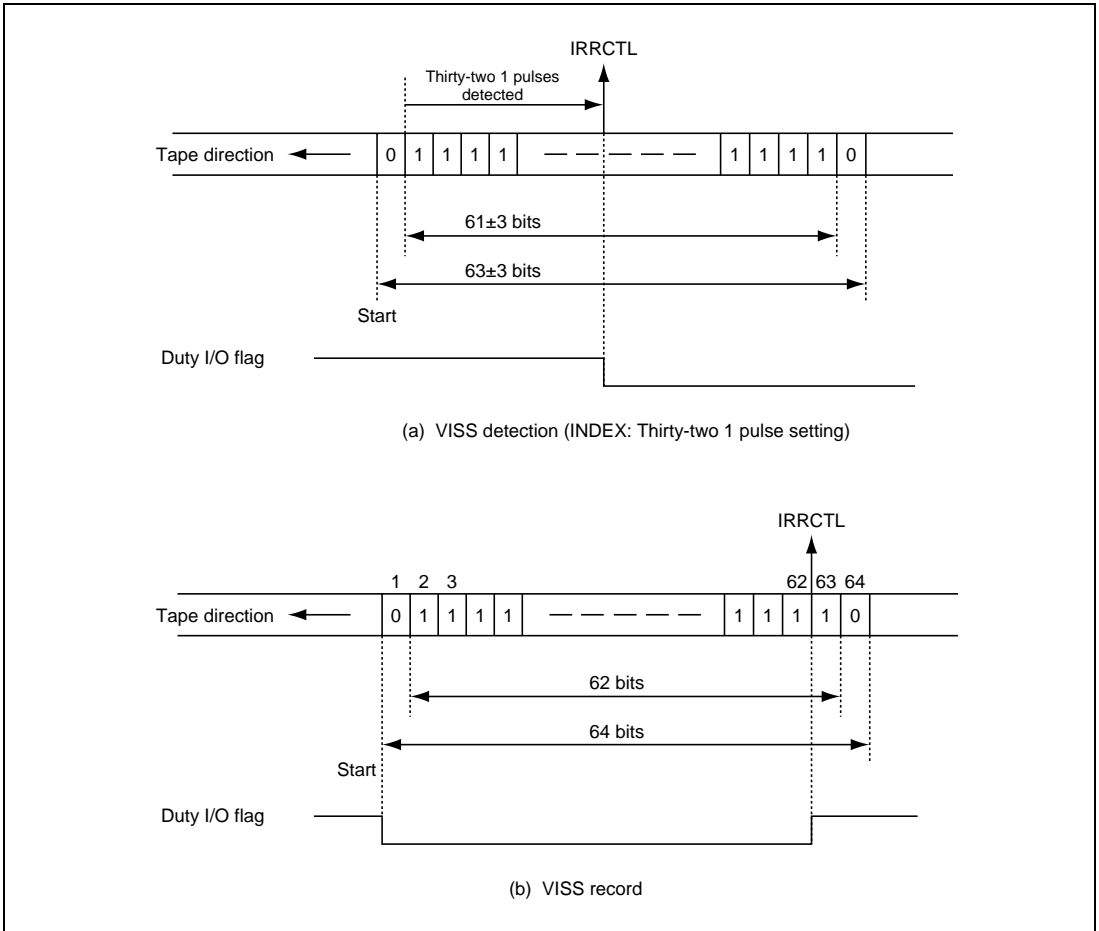 IRRCTL
Thirty-two 1 pulses
detected
Tape direction 0 1 1 1 1 1 1 1 1 0
61±3 bits
63±3 bits
Start
Duty I/O flag
(a) VISS detection (INDEX: Thirty-two 1 pulse setting)
IRRCTL
1 2 3 62 63 64
Tape direction 0 1 1 1 1 1 1 1 1 0
62 bits
64 bits
Start
Duty I/O flag
(b) VISS record